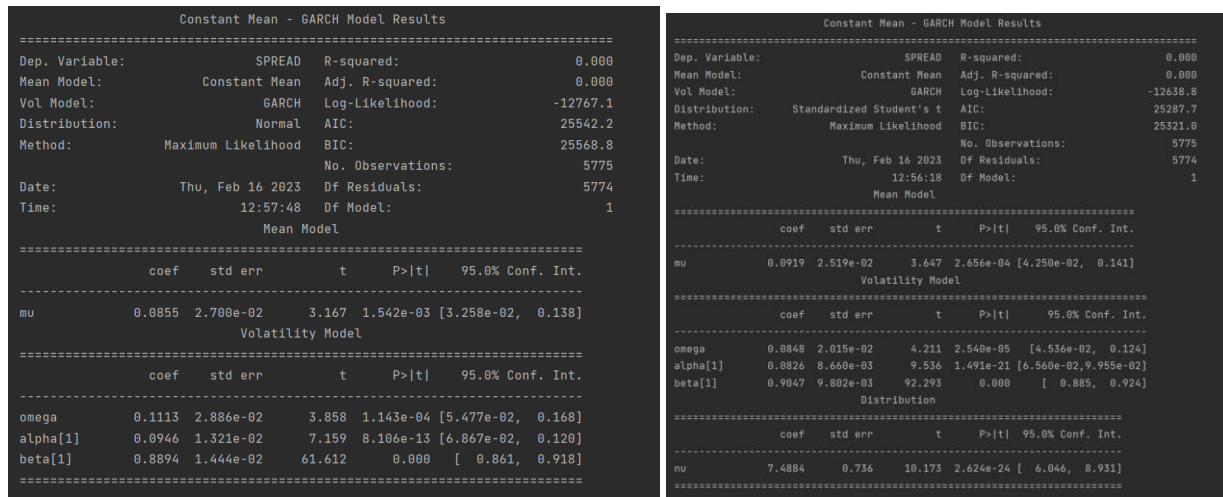 Constant Mean - GARCH Model Results
==============================================================================
Dep. Variable: SPREAD R-squared: 0.000
Mean Model: Constant Mean Adj. R-squared: 0.000
Vol Model: GARCH Log-Likelihood: -12767.1
Distribution: Normal AIC: 25542.2
Method: Maximum Likelihood BIC: 25568.8
No. Observations: 5775
Date: Thu, Feb 16 2023 Df Residuals: 5774
Time: 12:57:48 Df Model: 1
Mean Model
==========================================================================
coef std err t P>|t| 95.0% Conf. Int.
--------------------------------------------------------------------------
mu 0.0855 2.700e-02 3.167 1.542e-03 [3.258e-02, 0.138]
Volatility Model
==========================================================================
coef std err t P>|t| 95.0% Conf. Int.
--------------------------------------------------------------------------
omega 0.1113 2.886e-02 3.858 1.143e-04 [5.477e-02, 0.168]
alpha[1] 0.0946 1.321e-02 7.159 8.106e-13 [6.867e-02, 0.120]
beta[1] 0.8894 1.444e-02 61.612 0.000 [ 0.861, 0.918]
==========================================================================
Constant Mean - GARCH Model Results
====================================================================================
Dep. Variable: SPREAD R-squared: 0.000
Mean Model: Constant Mean Adj. R-squared: 0.000
Vol Model: GARCH Log-Likelihood: -12638.8
Distribution: Standardized Student's t AIC: 25287.7
Method: Maximum Likelihood BIC: 25321.0
No. Observations: 5775
Date: Thu, Feb 16 2023 Df Residuals: 5774
Time: 12:56:18 Df Model: 1
Mean Model
==========================================================================
coef std err t P>|t| 95.0% Conf. Int.
--------------------------------------------------------------------------
mu 0.0919 2.519e-02 3.647 2.656e-04 [4.250e-02, 0.141]
Volatility Model
============================================================================
coef std err t P>|t| 95.0% Conf. Int.
----------------------------------------------------------------------------
omega 0.0848 2.015e-02 4.211 2.540e-05 [4.536e-02, 0.124]
alpha[1] 0.0826 8.660e-03 9.536 1.491e-21 [6.560e-02,9.955e-02]
beta[1] 0.9047 9.802e-03 92.293 0.000 [ 0.885, 0.924]
Distribution
========================================================================
coef std err t P>|t| 95.0% Conf. Int.
------------------------------------------------------------------------
nu 7.4884 0.736 10.173 2.624e-24 [ 6.046, 8.931]
========================================================================